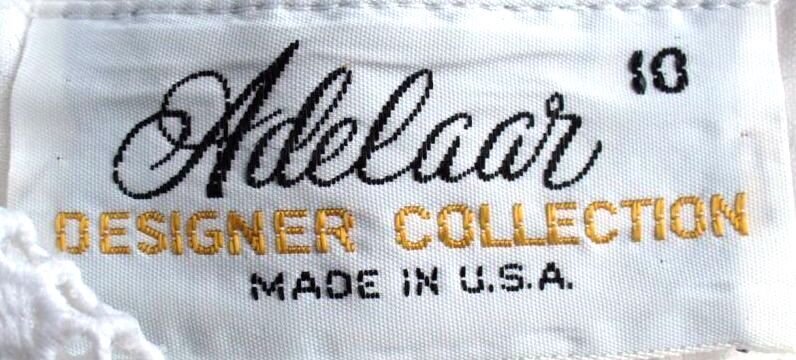 Adelaar 10
DESIGNER COLLECTION
MADE IN U.S.A.